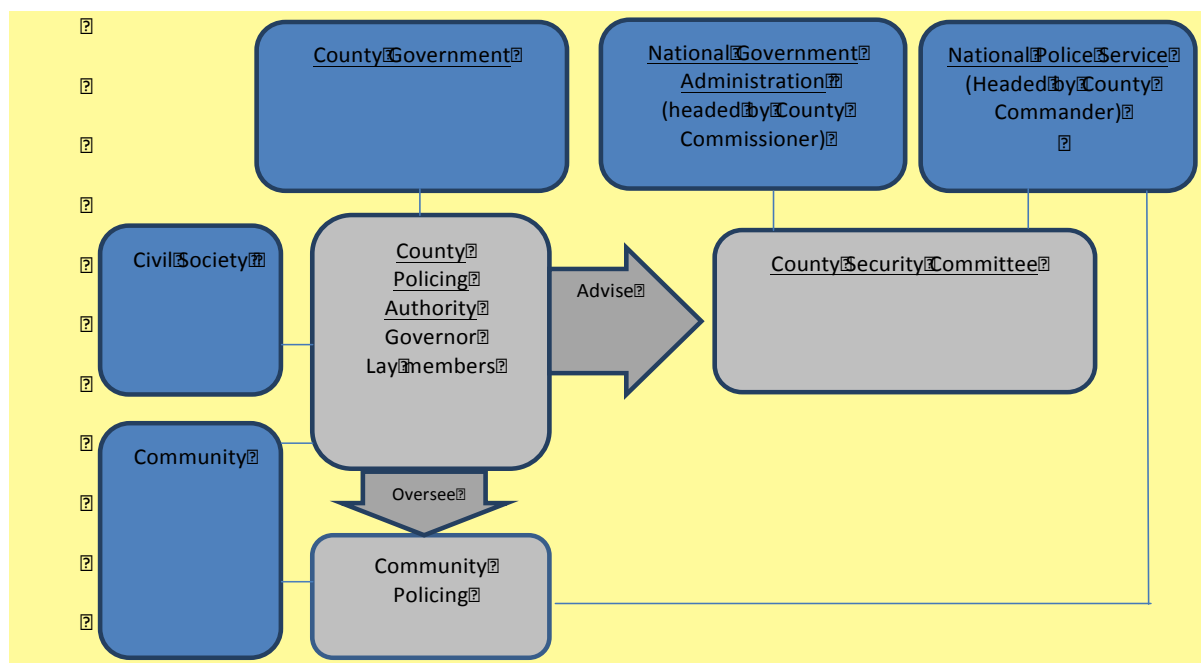 County Government
National Government
Administration
(headed by County
Commissioner)
National Police Service
(Headed by County
Commander)
Civil Society
County
Policing
Authority
Governor
Lay members
Advise
County Security Committee
Community
Oversee
Community
Policing